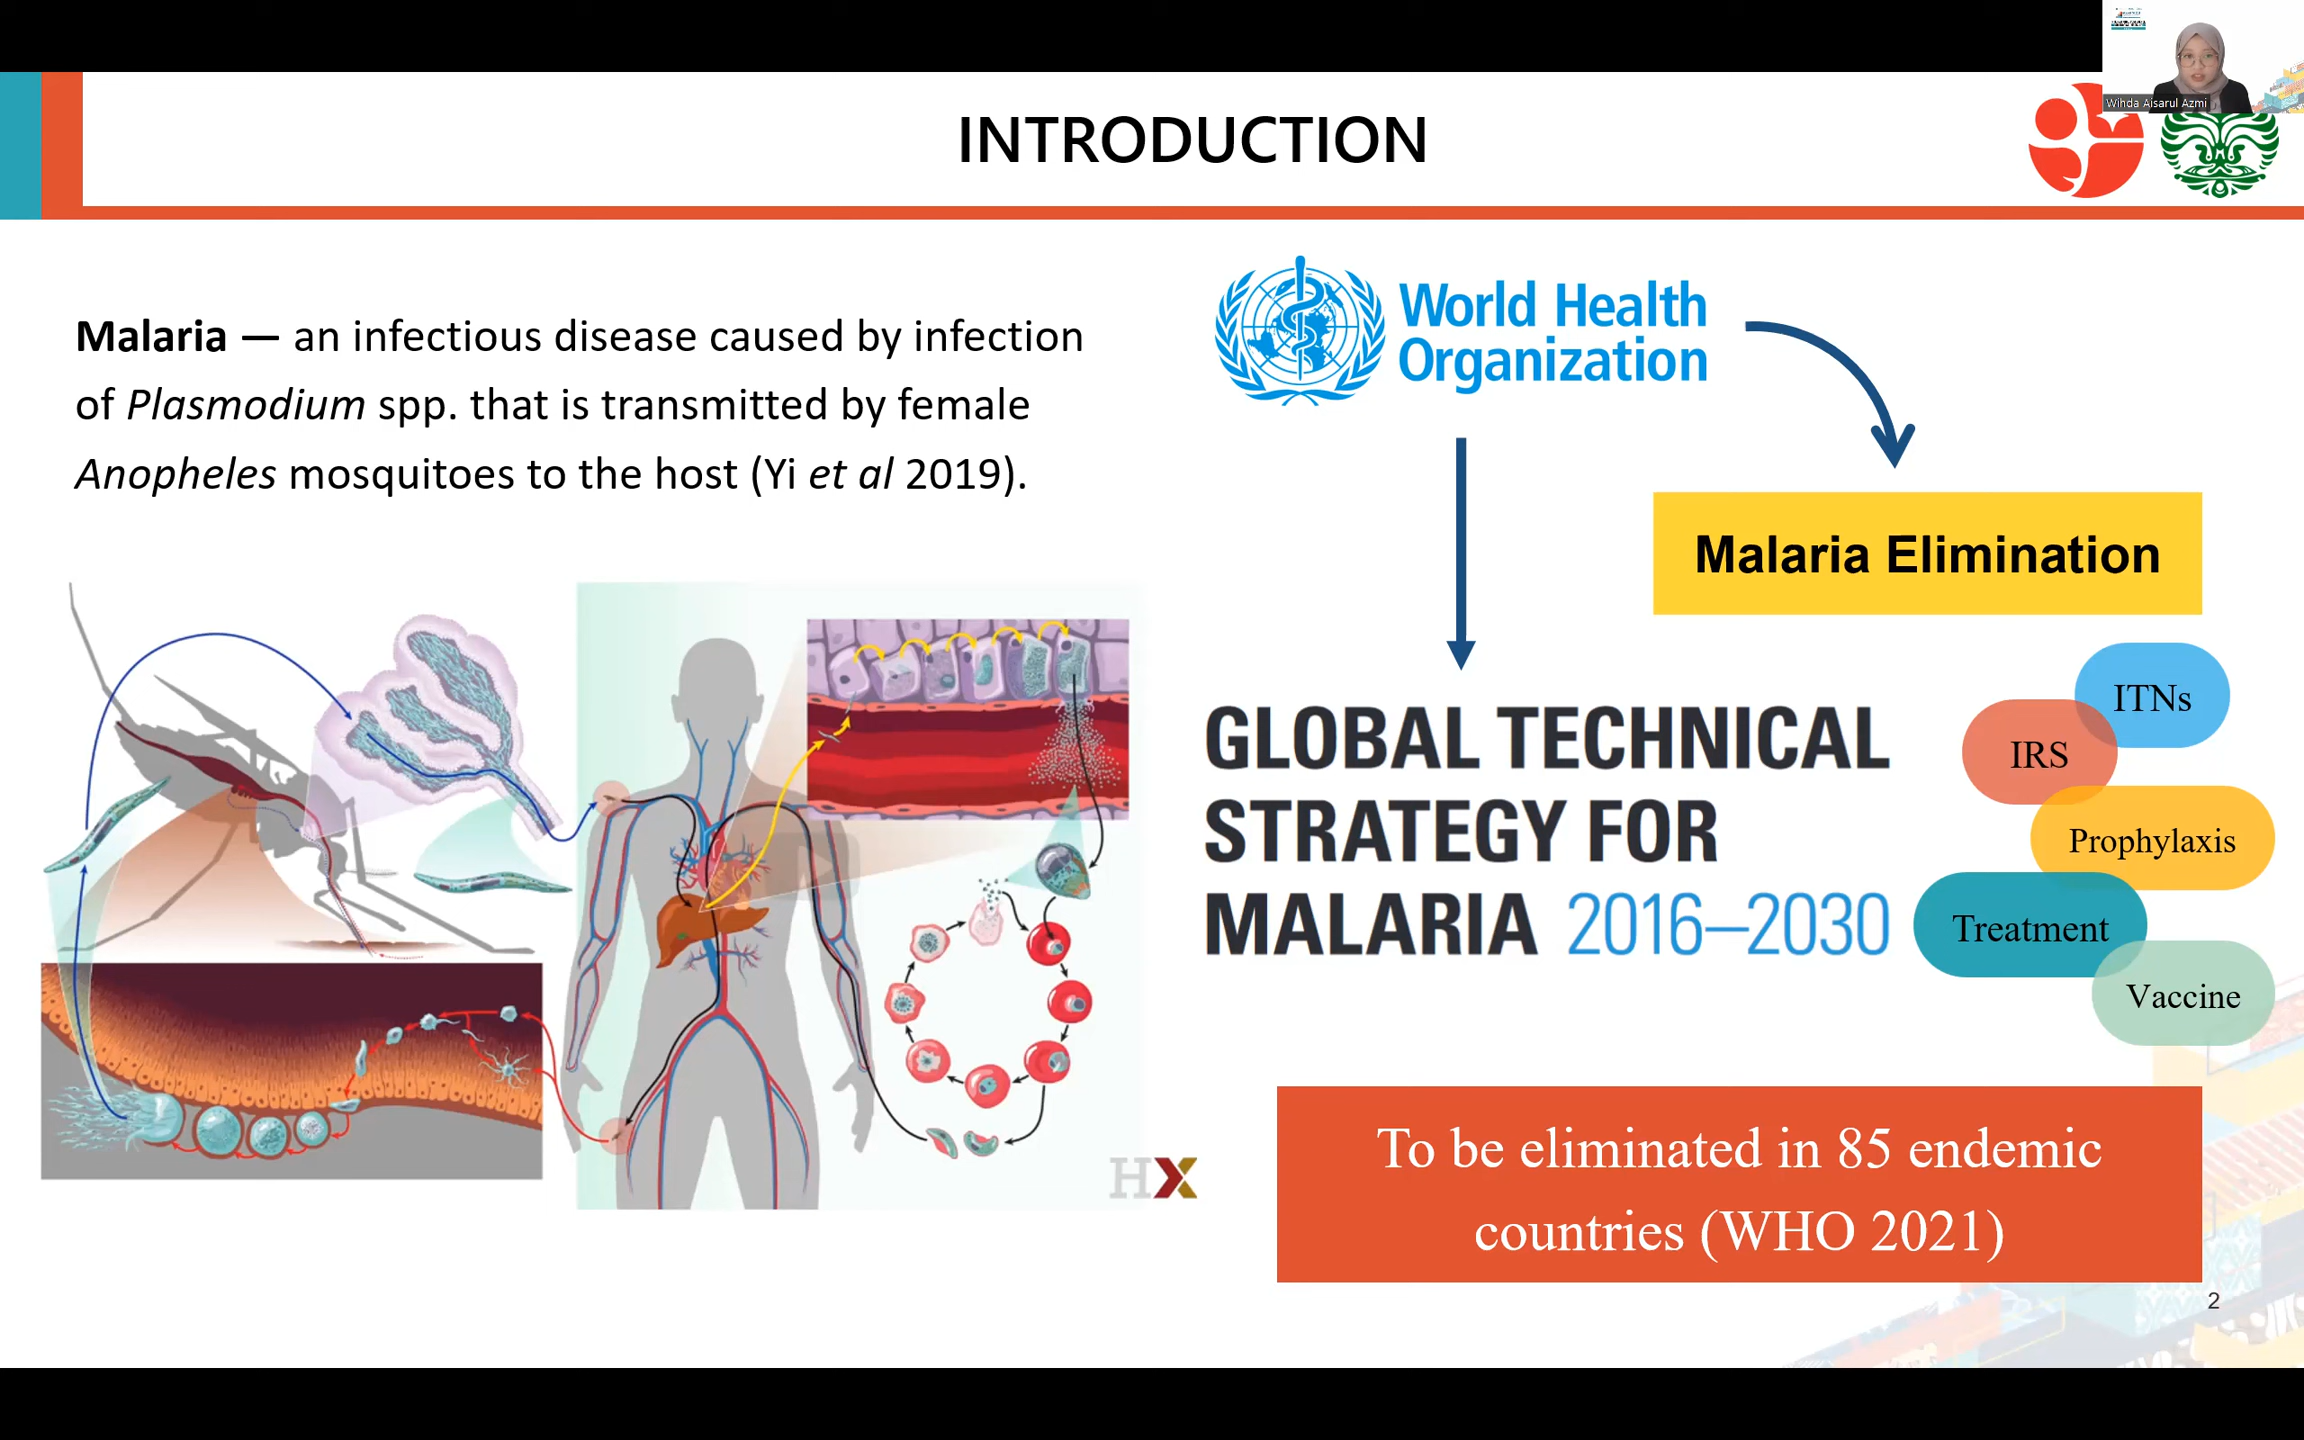 Wihda Aisarul Azmi
INTRODUCTION
Malaria — an infectious disease caused by infection
of Plasmodium spp. that is transmitted by female
Anopheles mosquitoes to the host (Yi et al 2019).
HX
World Health
Organization
Malaria Elimination
GLOBAL TECHNICAL
STRATEGY FOR
MALARIA 2016–2030
ITNs
IRS
Prophylaxis
Treatment
Vaccine
To be eliminated in 85 endemic
countries (WHO 2021)
2